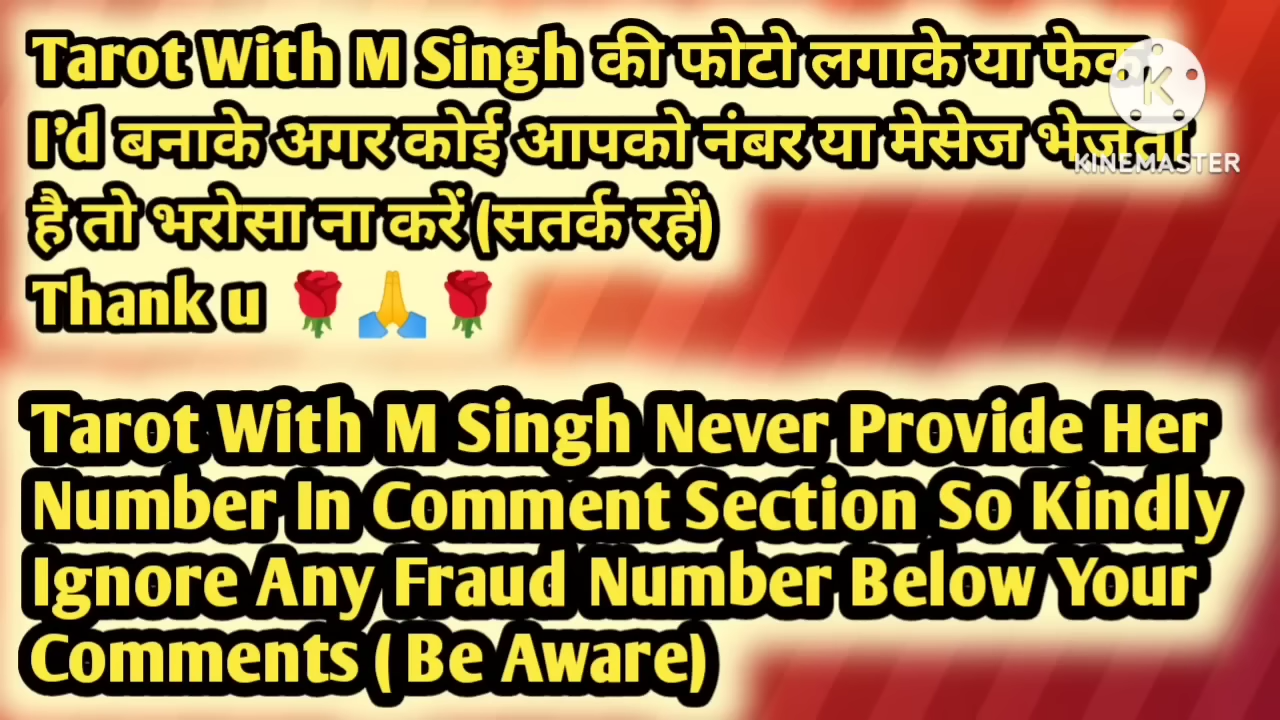 Tarot With M Singh की फोटो लगाके या फेक
I’d बनाके अगर कोई आपको नंबर या मेसेज भेजता
है तो भरोसा ना करें (सतर्क रहें)
Thank u 🌹🙏🌹
Tarot With M Singh Never Provide Her
Number In Comment Section So Kindly
Ignore Any Fraud Number Below Your
Comments ( Be Aware)
K
KINEMASTER